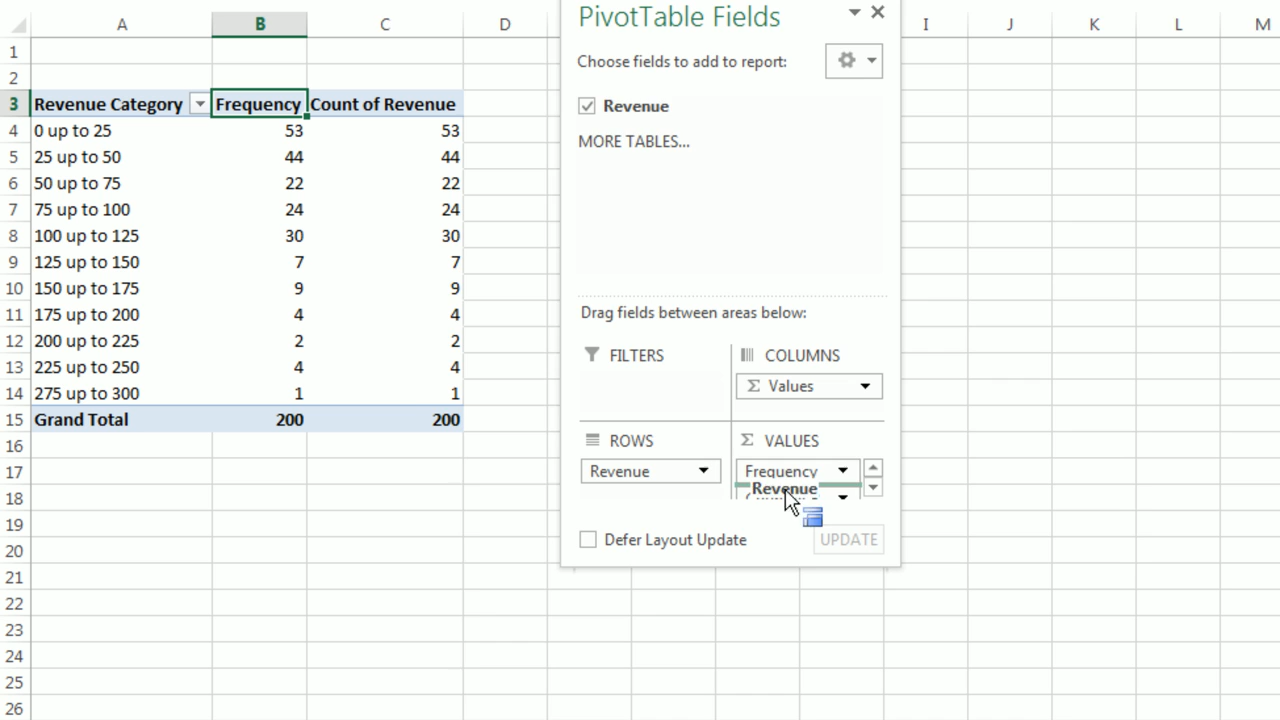 PivotTable Fields
A B C D I J K L M
Choose fields to add to report:
1
2
3 Revenue Category Frequency Count of Revenue
Revenue
4 0 up to 25 53 53
MORE TABLES...
5 25 up to 50 44 44
6 50 up to 75 22 22
7 75 up to 100 24 24
8 100 up to 125 30 30
9 125 up to 150 7 7
10 150 up to 175 9 9
11 175 up to 200 4 4
Drag fields between areas below:
12 200 up to 225 2 2
FILTERS Σ COLUMNS
13 225 up to 250 4 4
Σ Values
14 275 up to 300 1 1
15 Grand Total 200 200
16
ROWS Σ VALUES
17
Revenue Frequency
18
Revenue
19
Defer Layout Update UPDATE
20
21
22
23
24
25
26